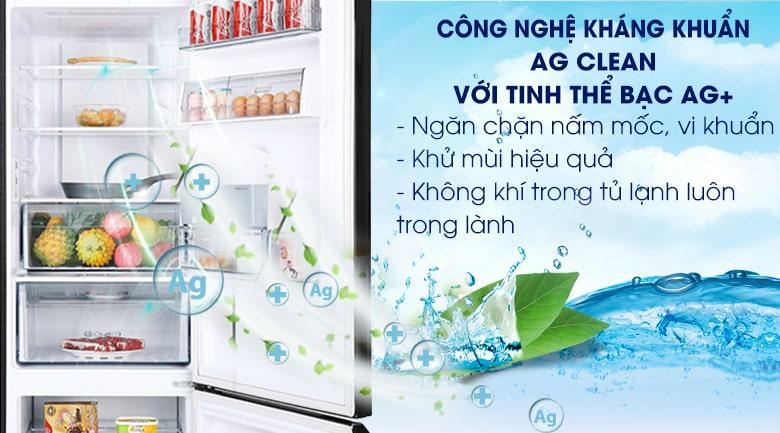 CÔNG NGHỆ KHÁNG KHUẨN
AG CLEAN
VỚI TINH THỂ BẠC AG+
- Ngăn chặn nấm mốc, vi khuẩn
- Khử mùi hiệu quả
- Không khí trong tủ lạnh luôn
trong lành
Ag
Ag
Ag